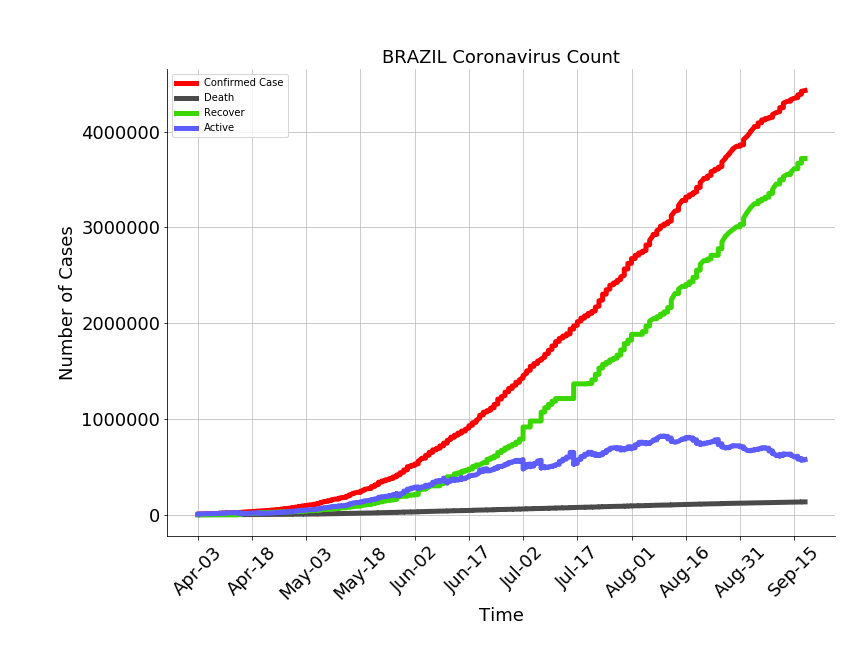 BRAZIL Coronavirus Count
Confirmed Case
Death
Recover
Active
4000000
3000000
2000000
1000000
0
Number of Cases
Apr-03
Apr-18
May-03
May-18
Jun-02
Jun-17
Jul-02
Jul-17
Aug-01
Aug-16
Aug-31
Sep-15
Time